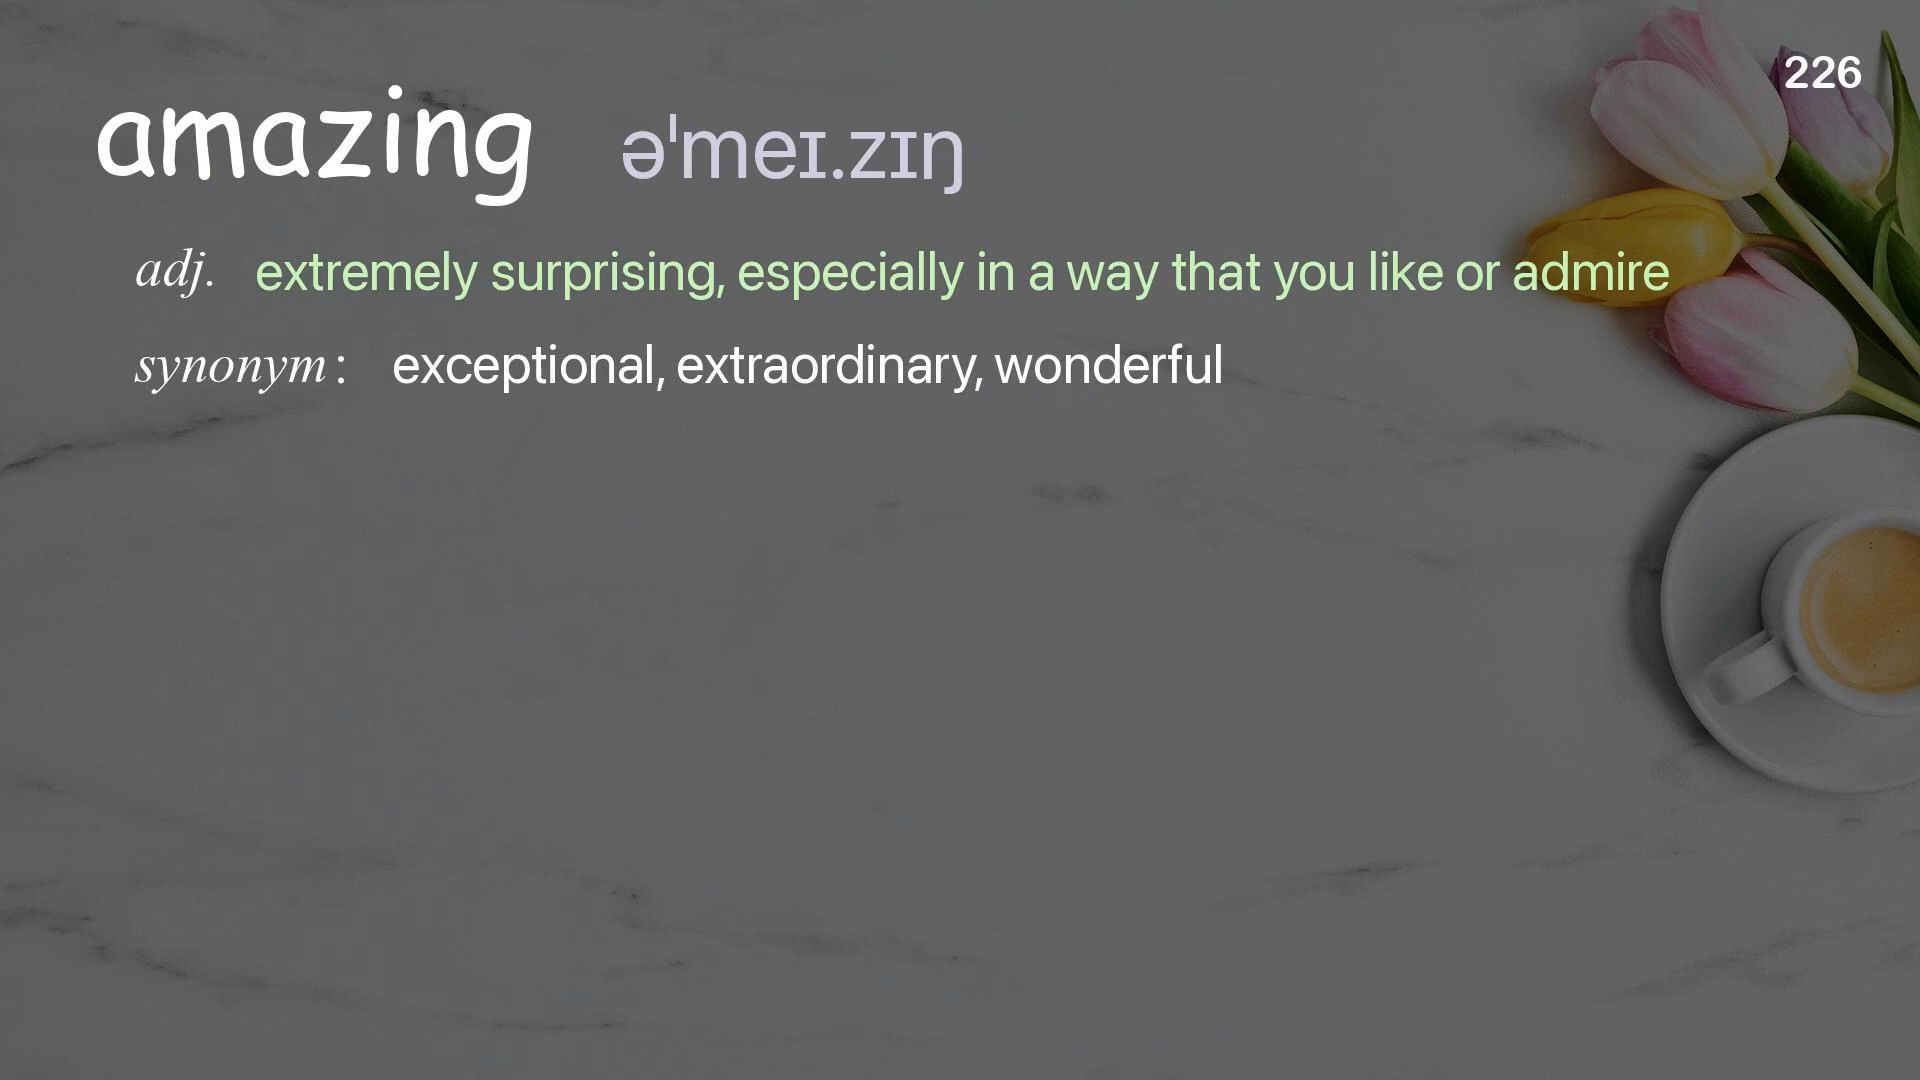 226
amazing əˈmeɪ.zɪŋ
adj. extremely surprising, especially in a way that you like or admire
synonym: exceptional, extraordinary, wonderful